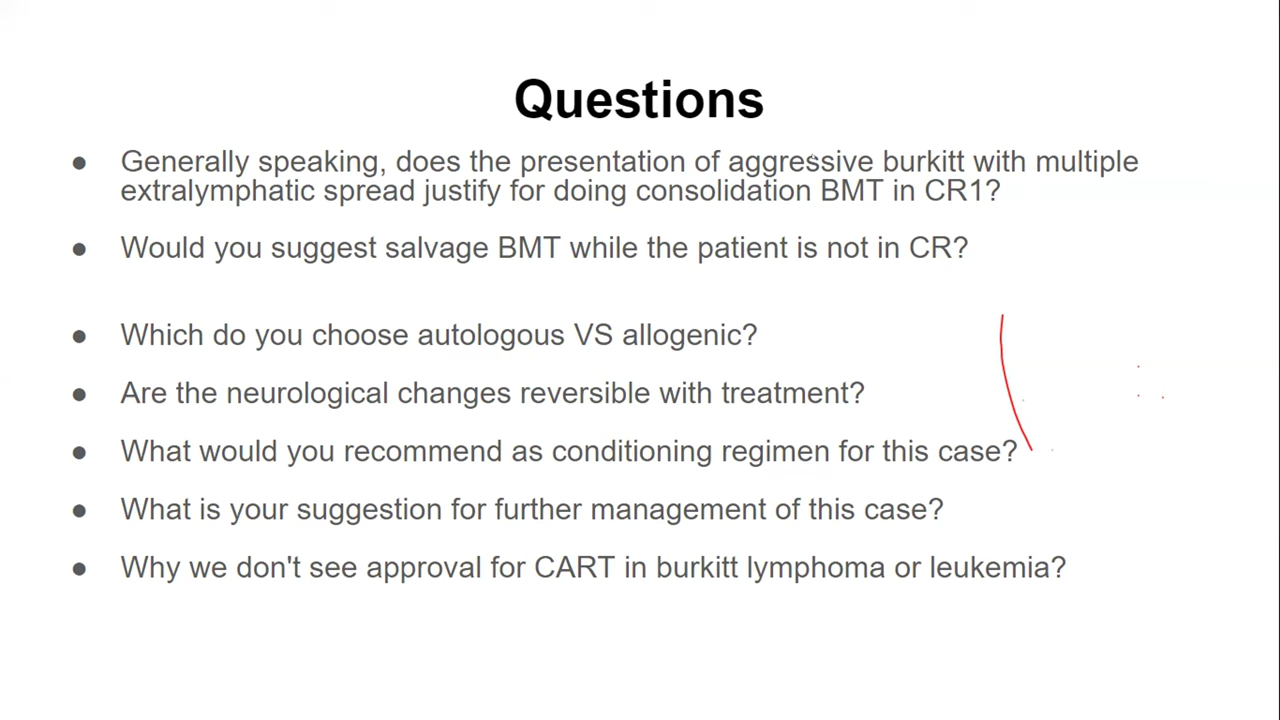 Questions
● Generally speaking, does the presentation of aggressive burkitt with multiple
extralymphatic spread justify for doing consolidation BMT in CR1?
● Would you suggest salvage BMT while the patient is not in CR?
● Which do you choose autologous VS allogenic?
● Are the neurological changes reversible with treatment?
● What would you recommend as conditioning regimen for this case?
● What is your suggestion for further management of this case?
● Why we don't see approval for CART in burkitt lymphoma or leukemia?